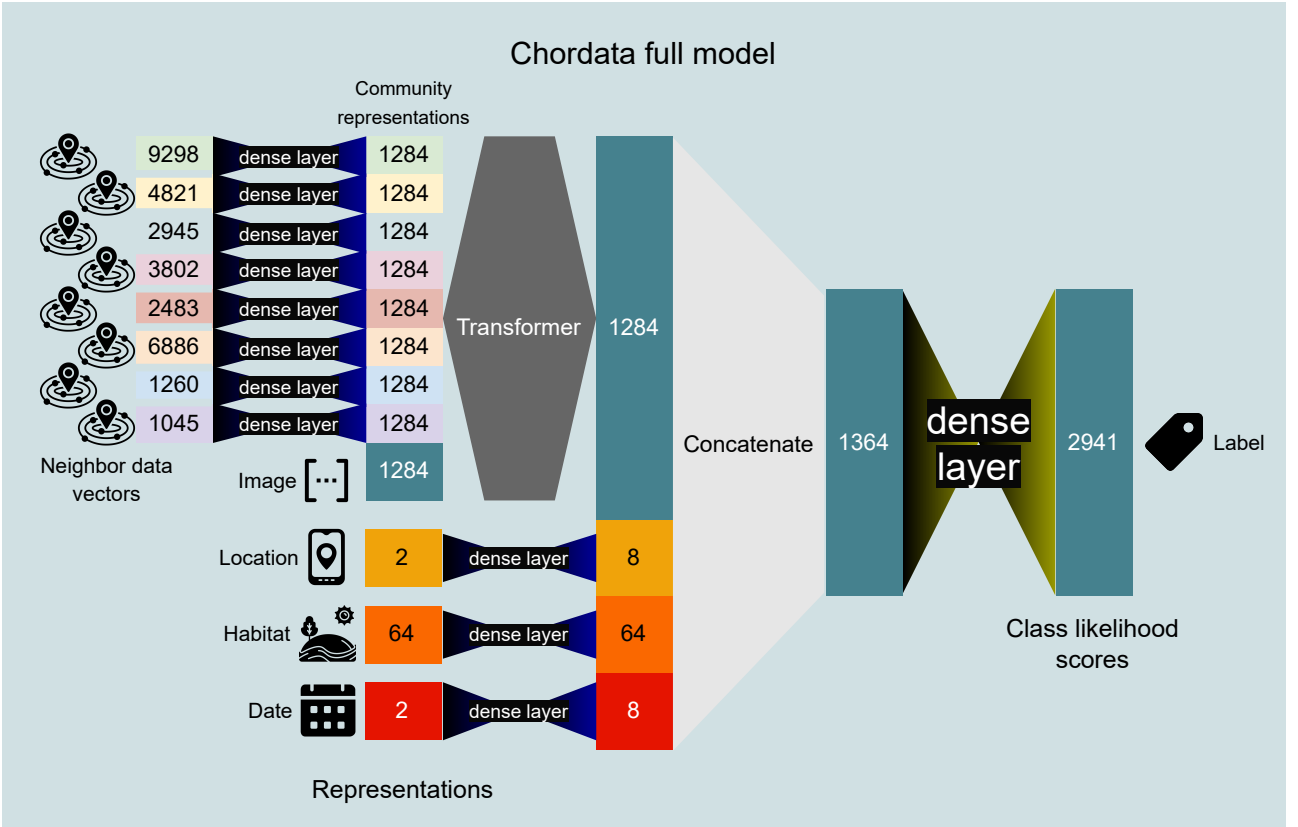 Chordata full model
Community
representations
9298 dense layer 1284
4821 dense layer 1284
2945 dense layer 1284
3802 dense layer 1284
2483 dense layer 1284
6886 dense layer 1284
1260 dense layer 1284
1045 dense layer 1284
Neighbor data
vectors
Image [...] 1284
Transformer
1284
Location 2 dense layer 8
Habitat 64 dense layer 64
Date 2 dense layer 8
Representations
Concatenate
1364
dense
layer
2941
Label
Class likelihood
scores